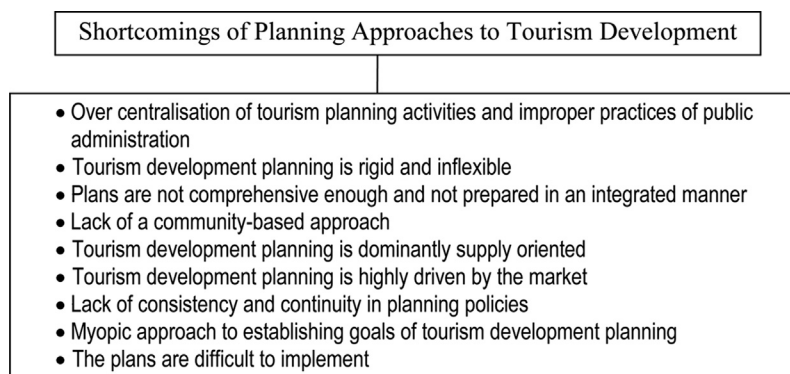 Shortcomings of Planning Approaches to Tourism Development
• Over centralisation of tourism planning activities and improper practices of public
administration
• Tourism development planning is rigid and inflexible
• Plans are not comprehensive enough and not prepared in an integrated manner
• Lack of a community-based approach
• Tourism development planning is dominantly supply oriented
• Tourism development planning is highly driven by the market
• Lack of consistency and continuity in planning policies
• Myopic approach to establishing goals of tourism development planning
• The plans are difficult to implement